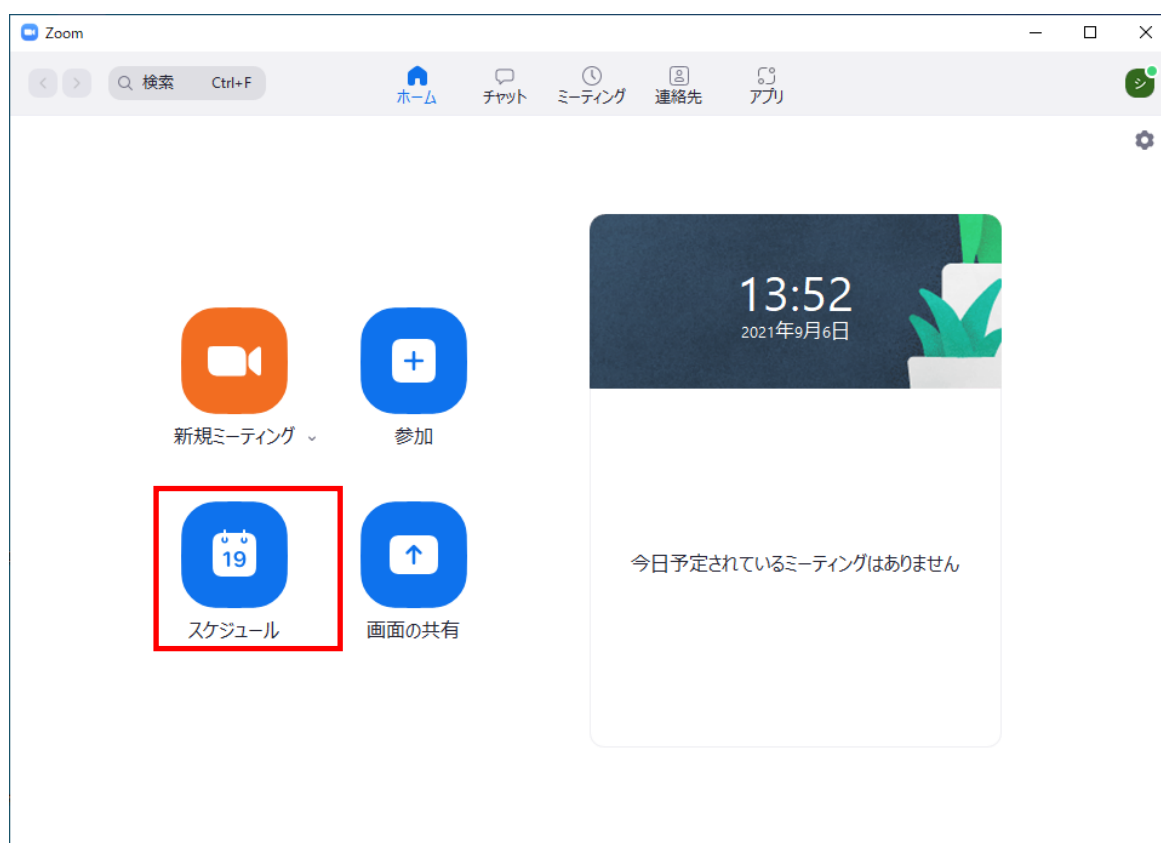 Zoom
検索 Ctrl+F
ホーム
チャット
ミーティング
連絡先
アプリ
シ
13:52
2021年9月6日
新規ミーティング
参加
19
スケジュール
画面の共有
今日予定されているミーティングはありません